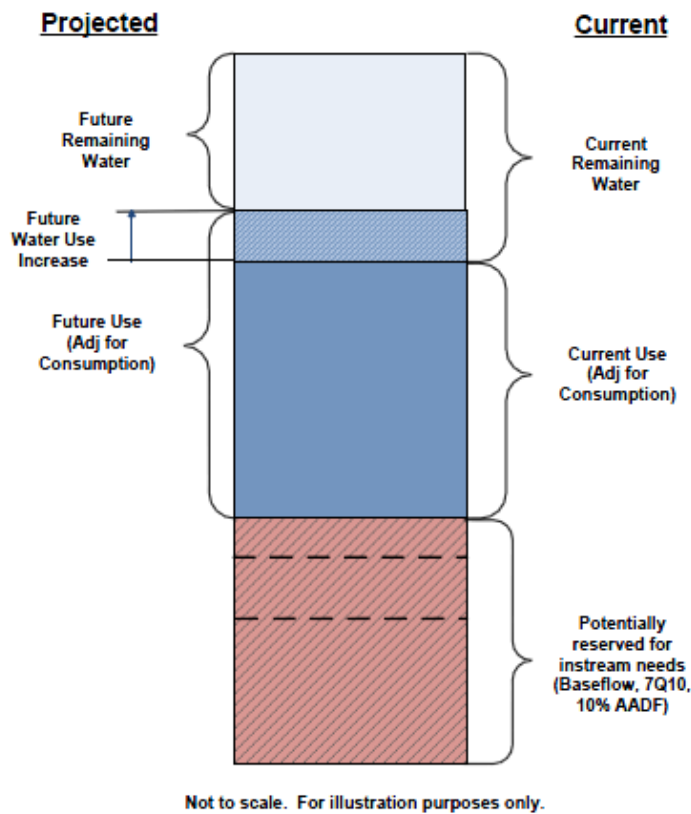 Projected
Current
Future
Remaining
Water
Current
Remaining
Water
Future
Water Use
Increase
Future Use
(Adj for
Consumption)
Current Use
(Adj for
Consumption)
Potentially
reserved for
instream needs
(Baseflow, 7Q10,
10% AADF)
Not to scale.  For illustration purposes only.